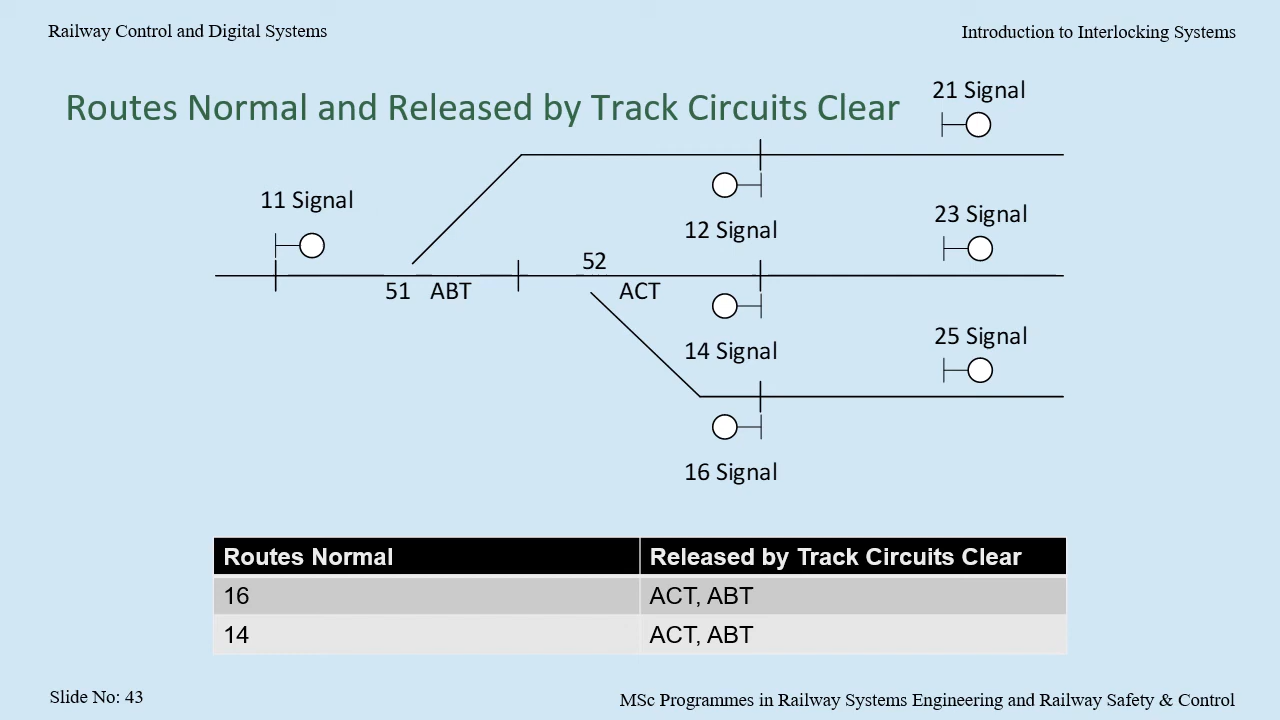 Railway Control and Digital Systems
Introduction to Interlocking Systems
Routes Normal and Released by Track Circuits Clear
21 Signal
11 Signal
12 Signal
23 Signal
52
51 ABT
ACT
14 Signal
25 Signal
16 Signal
Routes Normal Released by Track Circuits Clear
16 ACT, ABT
14 ACT, ABT
Slide No: 43
MSc Programmes in Railway Systems Engineering and Railway Safety & Control